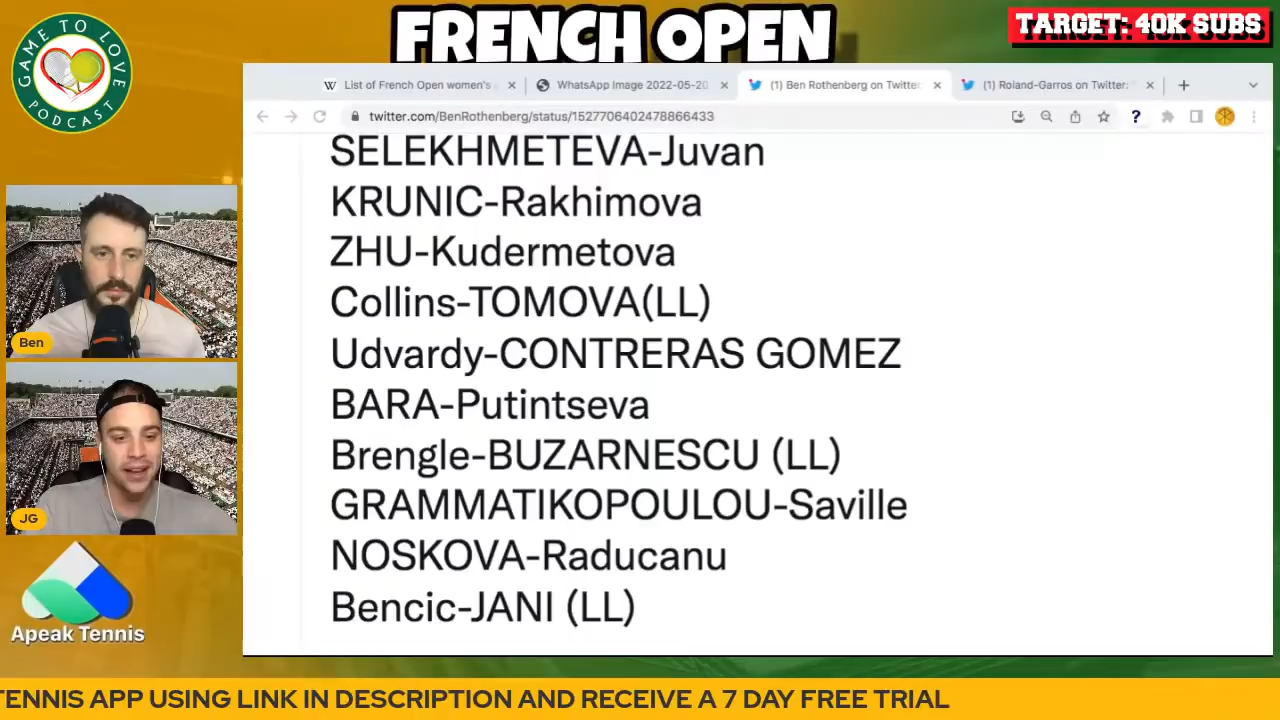 GAME TO LOVE PODCAST
FRENCH OPEN
TARGET: 40K SUBS
List of French Open women's
WhatsApp Image 2022-05-20
(1) Ben Rothenberg on Twitter:
(1) Roland-Garros on Twitter:
twitter.com/BenRothenberg/status/1527706402478866433
SELEKHMETEVA-Juvan
KRUNIC-Rakhimova
ZHU-Kudermetova
Collins-TOMOVA(LL)
Udvardy-CONTRERAS GOMEZ
BARA-Putintseva
Brengle-BUZARNESCU (LL)
GRAMMATIKOPOULOU-Saville
NOSKOVA-Raducanu
Bencic-JANI (LL)
Ben
JG
Apeak Tennis
TENNIS APP USING LINK IN DESCRIPTION AND RECEIVE A 7 DAY FREE TRIAL